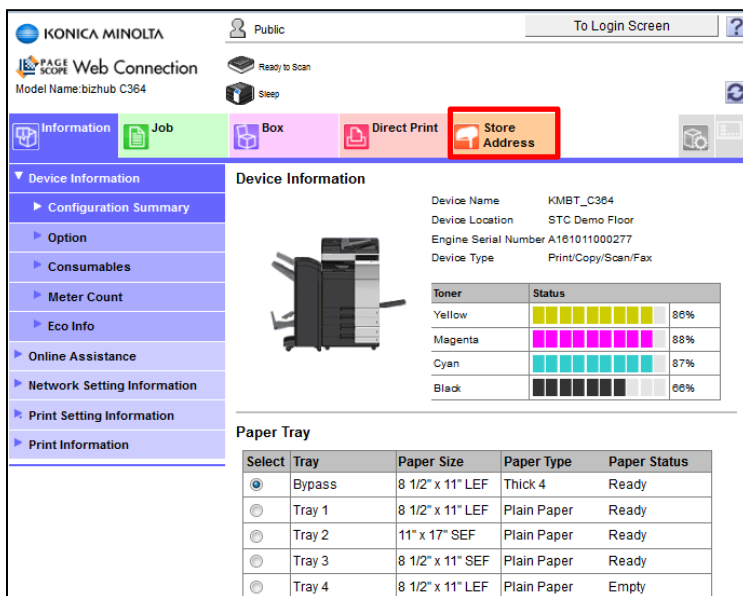 KONICA MINOLTA
Public
To Login Screen
?
PAGE SCOPE Web Connection
Ready to Scan
Model Name:bizhub C364
Sleep
Information
Job
Box
Direct Print
Store Address
Device Information
Configuration Summary
Option
Consumables
Meter Count
Eco Info
Online Assistance
Network Setting Information
Print Setting Information
Print Information
Device Information
Device Name KMBT_C364
Device Location STC Demo Floor
Engine Serial Number A161011000277
Device Type Print/Copy/Scan/Fax
Toner Status
Yellow 86%
Magenta 88%
Cyan 87%
Black 66%
Paper Tray
Select Tray Paper Size Paper Type Paper Status
Bypass 8 1/2" x 11" LEF Thick 4 Ready
Tray 1 8 1/2" x 11" LEF Plain Paper Ready
Tray 2 11" x 17" SEF Plain Paper Ready
Tray 3 8 1/2" x 11" SEF Plain Paper Ready
Tray 4 8 1/2" x 11" LEF Plain Paper Empty